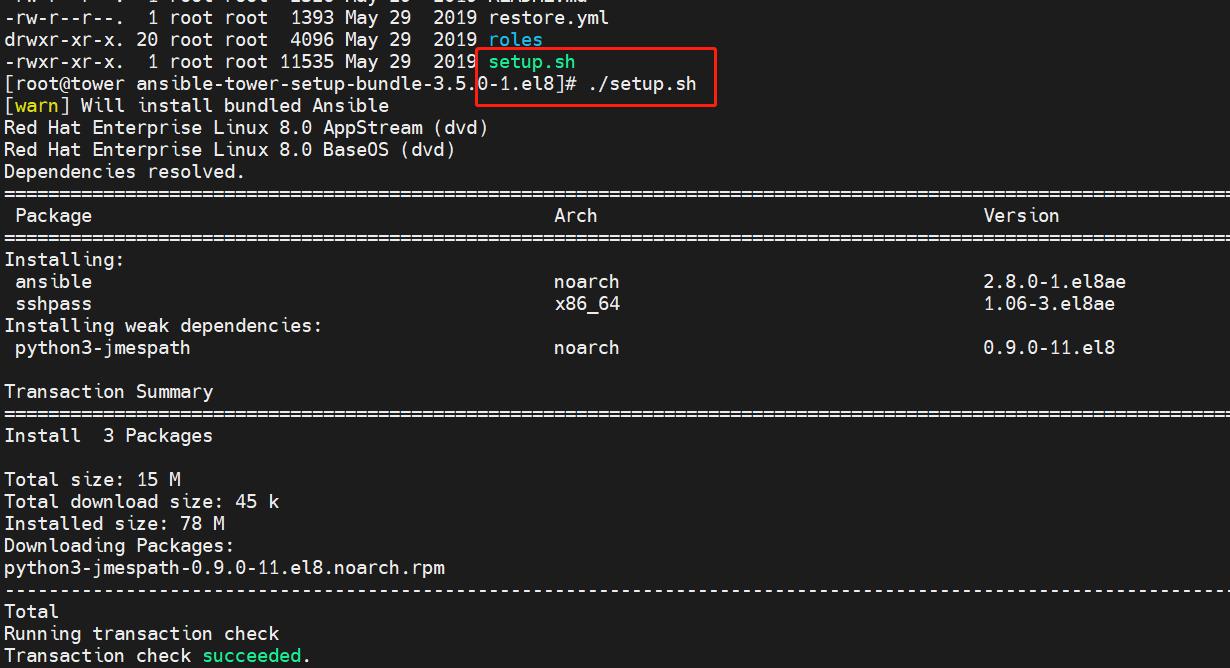 -rw-r--r--.  1 root root  1393 May 29  2019 restore.yml
drwxr-xr-x. 20 root root  4096 May 29  2019 roles
-rwxr-xr-x.  1 root root 11535 May 29  2019 setup.sh
[root@tower ansible-tower-setup-bundle-3.5.0-1.el8]# ./setup.sh
[warn] Will install bundled Ansible
Red Hat Enterprise Linux 8.0 AppStream (dvd)
Red Hat Enterprise Linux 8.0 BaseOS (dvd)
Dependencies resolved.
================================================================================================================
 Package                                          Arch                                   Version
================================================================================================================
Installing:
 ansible                                          noarch                                 2.8.0-1.el8ae
 sshpass                                          x86_64                                 1.06-3.el8ae
Installing weak dependencies:
 python3-jmespath                                 noarch                                 0.9.0-11.el8
Transaction Summary
================================================================================================================
Install  3 Packages
Total size: 15 M
Total download size: 45 k
Installed size: 78 M
Downloading Packages:
python3-jmespath-0.9.0-11.el8.noarch.rpm
----------------------------------------------------------------------------------------------------------------
Total
Running transaction check
Transaction check succeeded.